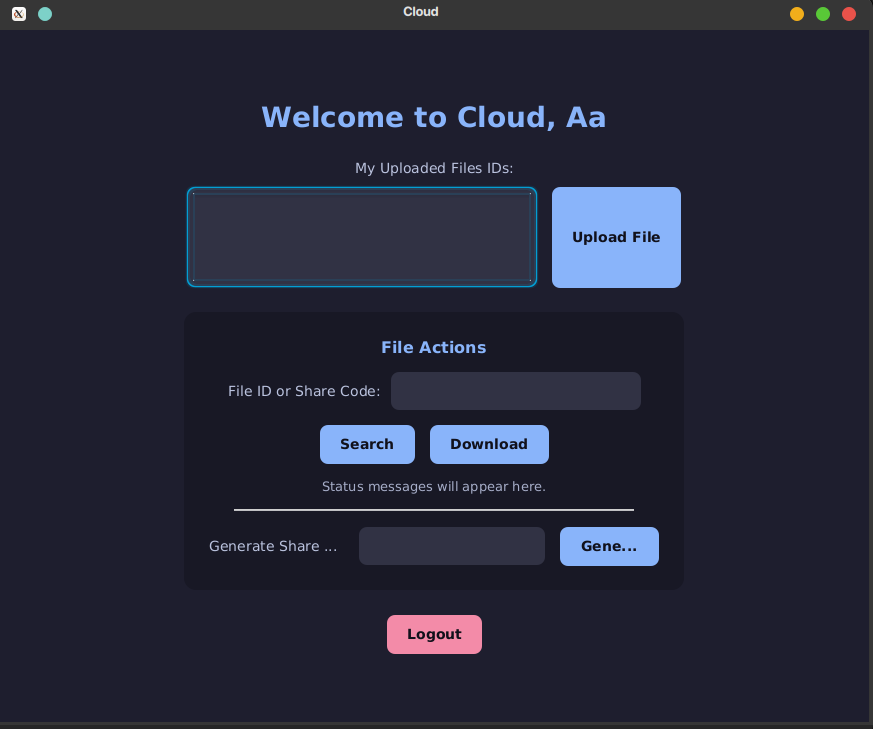 Cloud
Welcome to Cloud, Aa
My Uploaded Files IDs:
Upload File
File Actions
File ID or Share Code:
Search Download
Status messages will appear here.
Generate Share ... Gene...
Logout